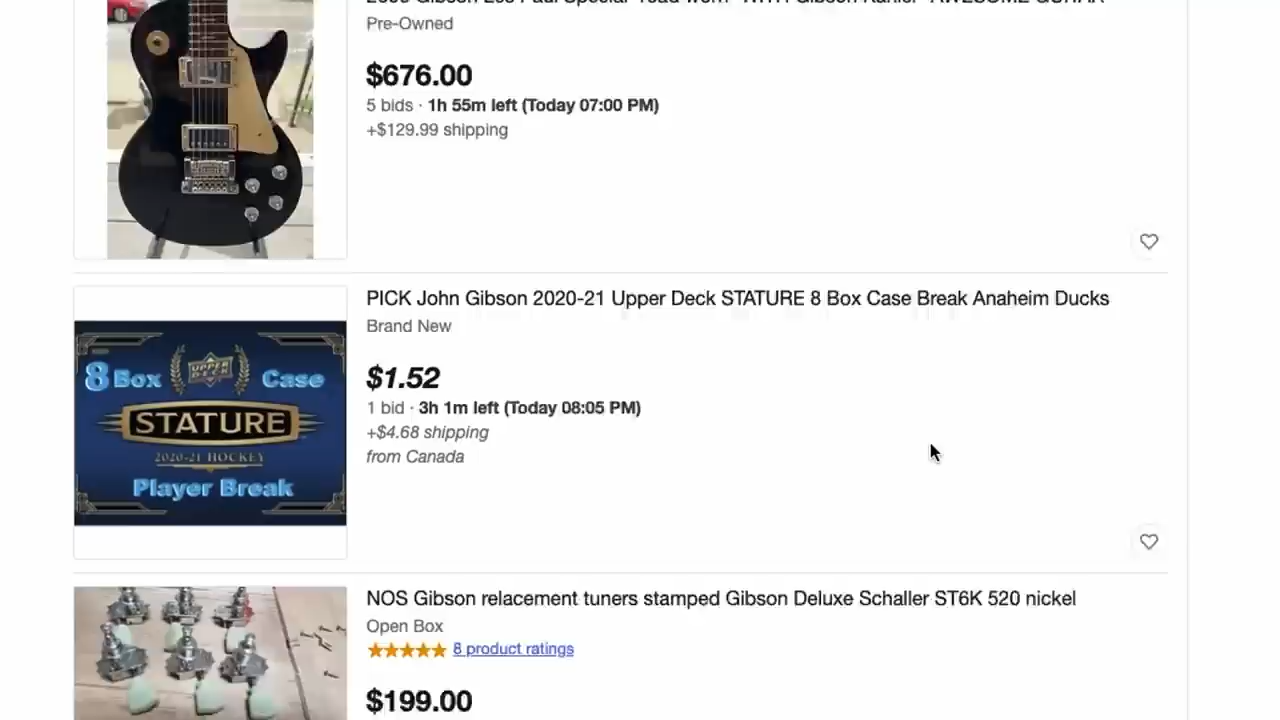 Pre-Owned
$676.00
5 bids · 1h 55m left (Today 07:00 PM)
+$129.99 shipping
PICK John Gibson 2020-21 Upper Deck STATURE 8 Box Case Break Anaheim Ducks
Brand New
8 Box Case
UPPER DECK
STATURE
2020-21 HOCKEY
Player Break
$1.52
1 bid · 3h 1m left (Today 08:05 PM)
+$4.68 shipping
from Canada
NOS Gibson relacement tuners stamped Gibson Deluxe Schaller ST6K 520 nickel
Open Box
8 product ratings
$199.00